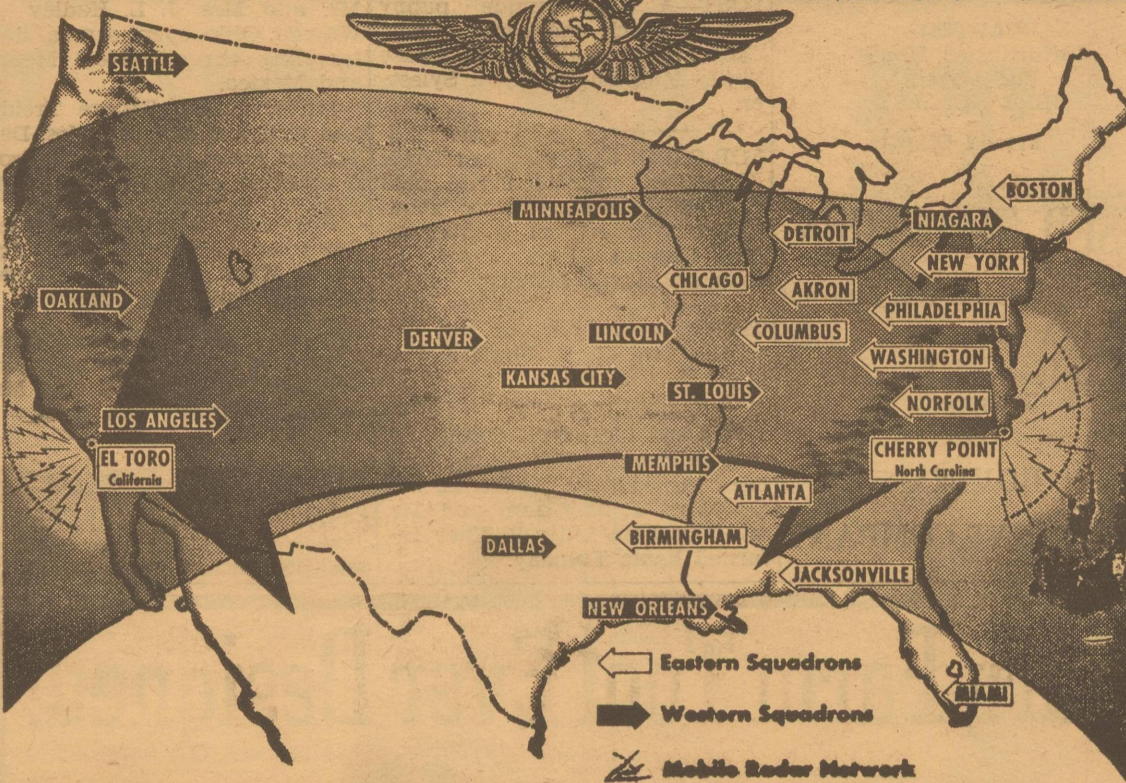 SEATTLE
BOSTON
MINNEAPOLIS
NIAGARA
DETROIT
NEW YORK
CHICAGO
AKRON
OAKLAND
PHILADELPHIA
DENVER
LINCOLN
COLUMBUS
WASHINGTON
KANSAS CITY
ST. LOUIS
NORFOLK
LOS ANGELES
EL TORO
California
CHERRY POINT
North Carolina
MEMPHIS
ATLANTA
BIRMINGHAM
DALLAS
JACKSONVILLE
NEW ORLEANS
Eastern Squadrons
MIAMI
Western Squadrons
Mobile Radar Network